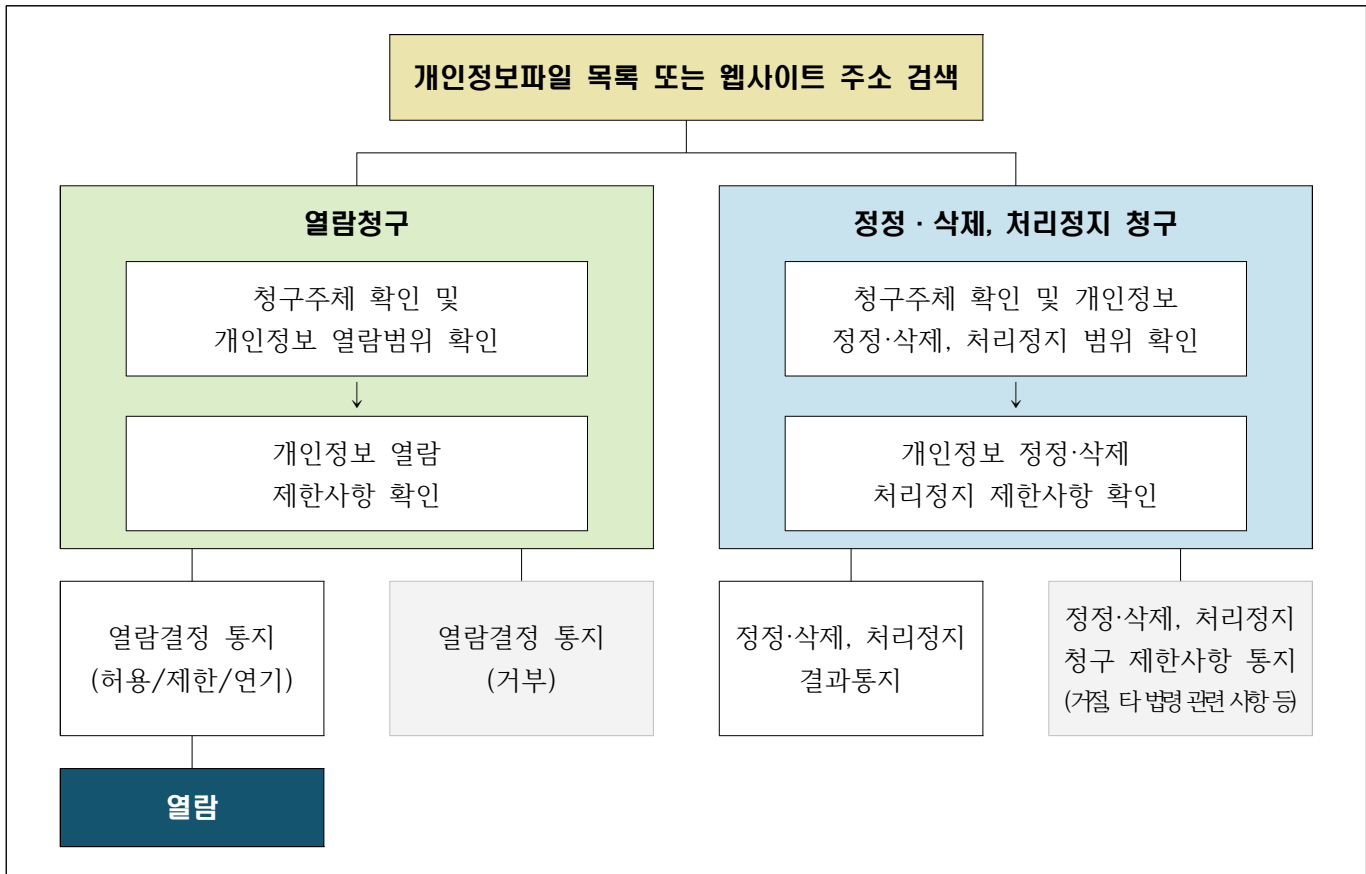 개인정보파일 목록 또는 웹사이트 주소 검색
열람청구
청구주체 확인 및
개인정보 열람범위 확인
↓
개인정보 열람
제한사항 확인
열람결정 통지
(허용/제한/연기)
열람결정 통지
(거부)
열람
정정 · 삭제, 처리정지 청구
청구주체 확인 및 개인정보
정정·삭제, 처리정지 범위 확인
↓
개인정보 정정·삭제
처리정지 제한사항 확인
정정·삭제, 처리정지
결과통지
정정·삭제, 처리정지
청구 제한사항 통지
(거절, 타 법령 관련 사항 등)